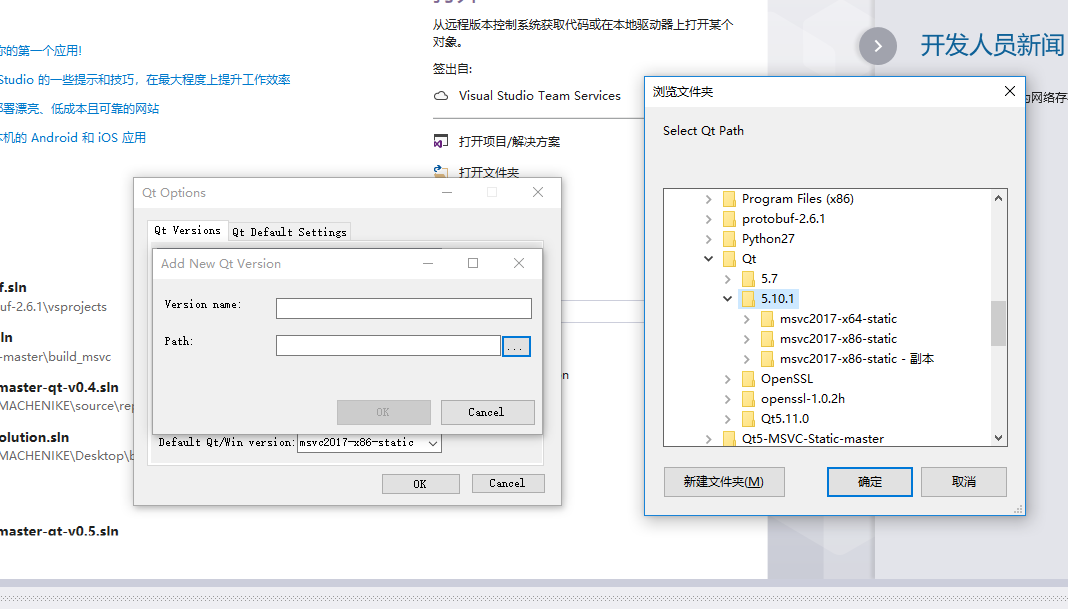 从远程版本控制系统获取代码或在本地驱动器上打开某个
对象。
签出自:
Visual Studio Team Services
打开项目/解决方案
打开文件夹
你的第一个应用!
Studio 的一些提示和技巧，在最大程度上提升工作效率
部署漂亮、低成本且可靠的网站
本机的 Android 和 iOS 应用
f.sln
uf-2.6.1\vsprojects
ln
-master\build_msvc
master-qt-v0.4.sln
MACHENIKE\source\rep
olution.sln
MACHENIKE\Desktop\b
master-qt-v0.5.sln
开发人员新闻
为网络存
Qt Options
Qt Versions
Qt Default Settings
Add New Qt Version
Version name:
Path:
...
OK
Cancel
Default Qt/Win version:
msvc2017-x86-static
OK
Cancel
n
浏览文件夹
Select Qt Path
Program Files (x86)
protobuf-2.6.1
Python27
Qt
5.7
5.10.1
msvc2017-x64-static
msvc2017-x86-static
msvc2017-x86-static - 副本
OpenSSL
openssl-1.0.2h
Qt5.11.0
Qt5-MSVC-Static-master
新建文件夹(M)
确定
取消